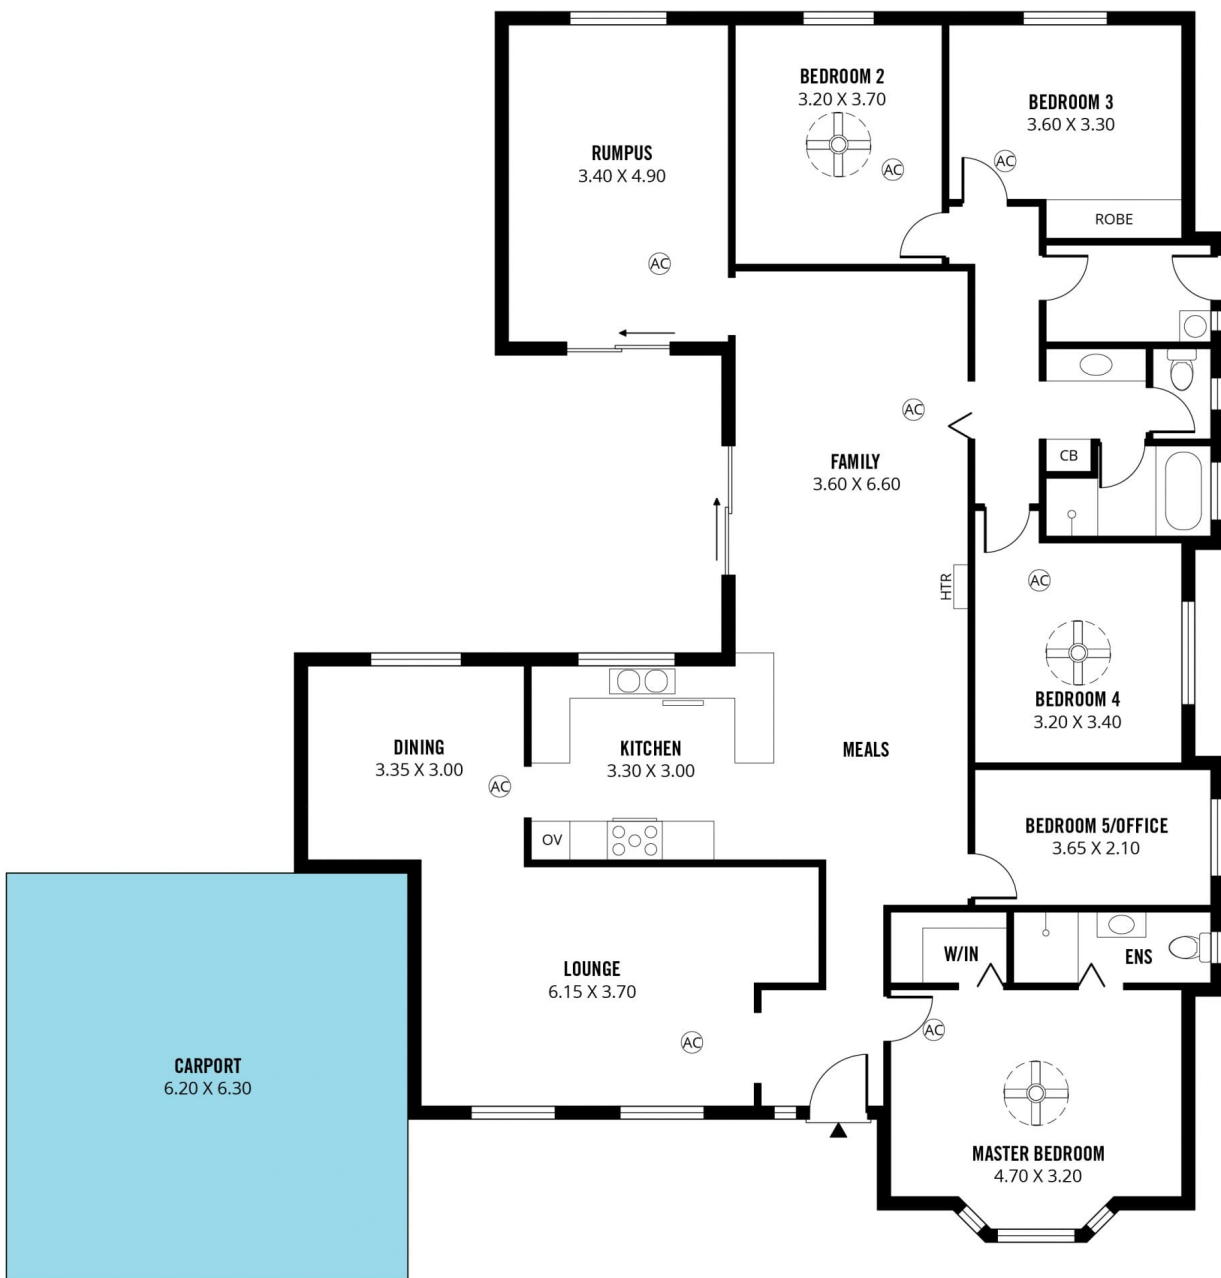 BEDROOM 2
3.20 X 3.70
AC
BEDROOM 3
3.60 X 3.30
AC
ROBE
RUMPUS
3.40 X 4.90
AC
AC
FAMILY
3.60 X 6.60
CB
HTR
AC
BEDROOM 4
3.20 X 3.40
DINING
3.35 X 3.00
AC
KITCHEN
3.30 X 3.00
OV
MEALS
BEDROOM 5/OFFICE
3.65 X 2.10
W/IN
ENS
LOUNGE
6.15 X 3.70
AC
AC
CARPORT
6.20 X 6.30
MASTER BEDROOM
4.70 X 3.20